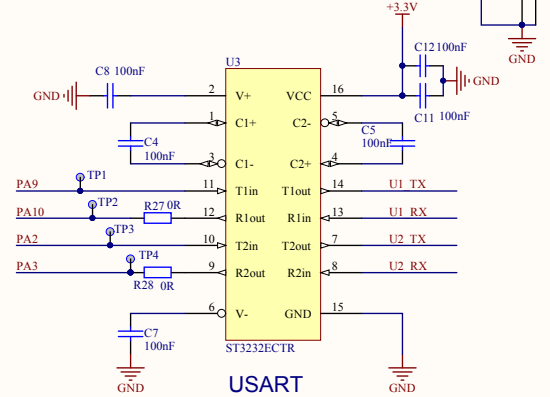 +3.3V
GND
C12 100nF
GND
C11 100nF
U3
C8 100nF
GND
2 V+ VCC 16
1 C1+ C2- 5
C4
100nF
C5
100nF
3 C1- C2+ 4
TP1
PA9 11 T1in T1out 14 U1_TX
TP2
PA10 R27 0R 12 R1out R1in 13 U1_RX
TP3
PA2 10 T2in T2out 7 U2_TX
TP4
PA3 9 R2out R2in 8 U2_RX
R28 0R
6 V- GND 15
C7
100nF
ST3232ECTR
GND
USART
GND